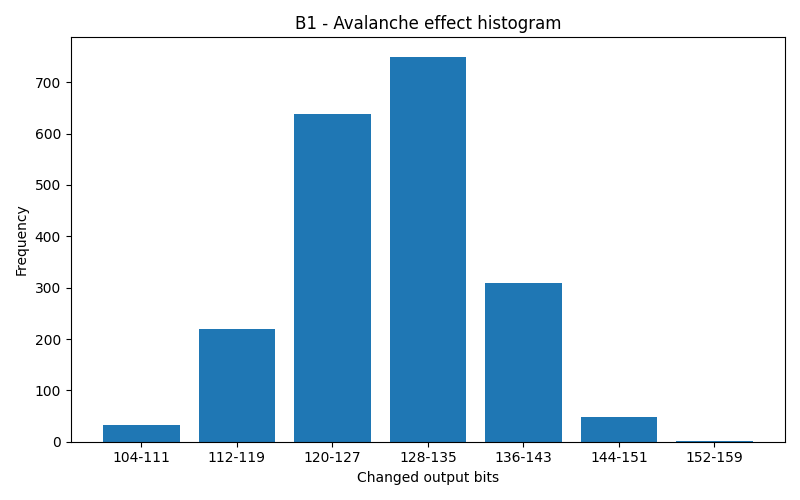 B1 - Avalanche effect histogram
Frequency
700
600
500
400
300
200
100
0
104-111 112-119 120-127 128-135 136-143 144-151 152-159
Changed output bits